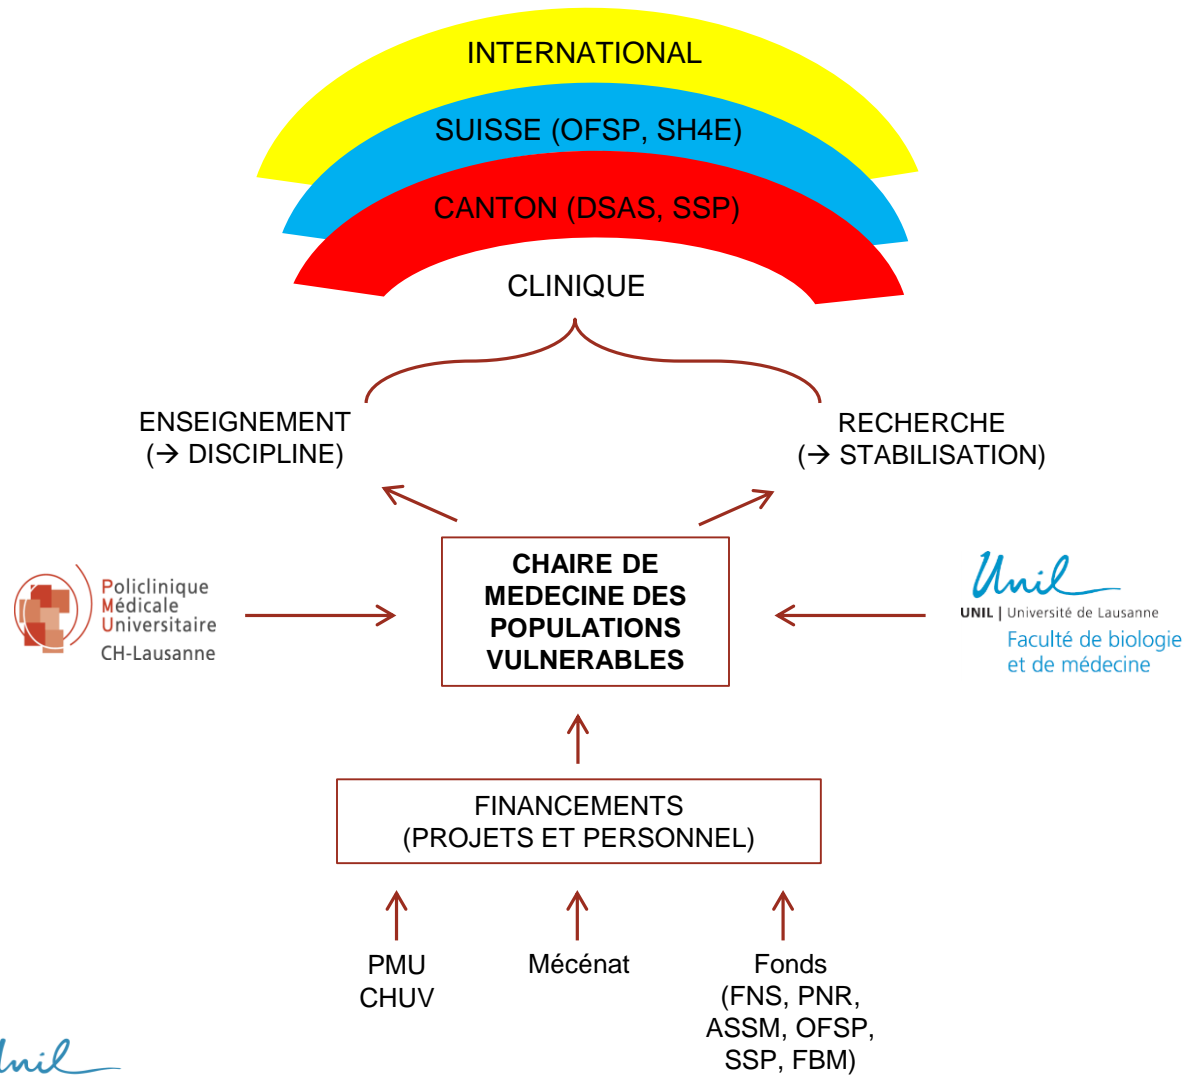 INTERNATIONAL
SUISSE (OFSP, SH4E)
CANTON (DSAS, SSP)
CLINIQUE
ENSEIGNEMENT
(→ DISCIPLINE)
RECHERCHE
(→ STABILISATION)
CHAIRE DE
MEDECINE DES
POPULATIONS
VULNERABLES
Policlinique
Médicale
Universitaire
CH-Lausanne
Unil
UNIL | Université de Lausanne
Faculté de biologie
et de médecine
FINANCEMENTS
(PROJETS ET PERSONNEL)
PMU
CHUV
Mécénat
Fonds
(FNS, PNR,
ASSM, OFSP,
SSP, FBM)
Unil